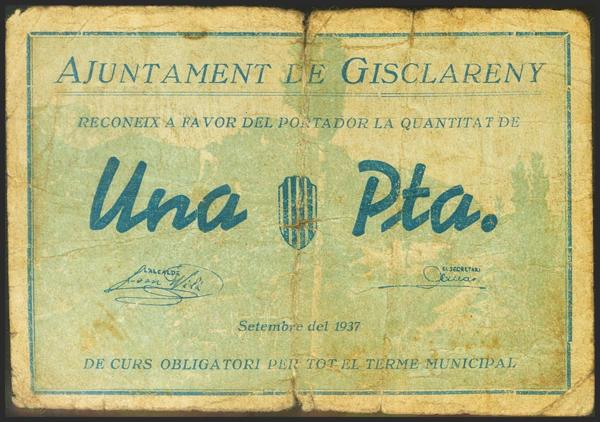 AJUNTAMENT DE GISCLARENY
RECONEIX A FAVOR DEL PORTADOR LA QUANTITAT DE
Una Pta.
L'ALCALDE
EL SECRETARI
Setembre del 1937
DE CURS OBLIGATORI PER TOT EL TERME MUNICIPAL